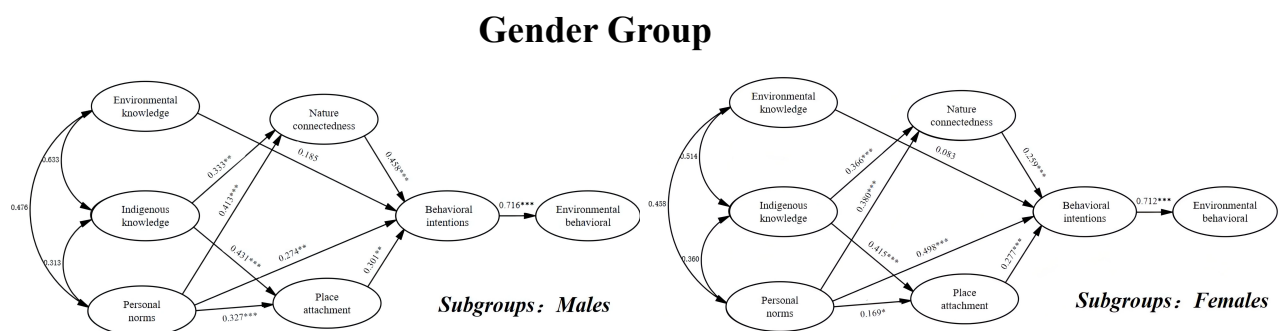 Gender Group
Environmental
knowledge
Nature
connectedness
0.633
0.333**
0.185
0.458***
0.476
0.413***
Indigenous
knowledge
Behavioral
intentions
0.716***
Environmental
behavioral
0.313
0.431***
0.274**
0.301**
Personal
norms
0.327***
Place
attachment
Subgroups: Males
Environmental
knowledge
Nature
connectedness
0.514
0.366***
0.083
0.259***
0.438
0.380***
Indigenous
knowledge
Behavioral
intentions
0.712***
Environmental
behavioral
0.360
0.415***
0.498***
0.277***
Personal
norms
0.169*
Place
attachment
Subgroups: Females